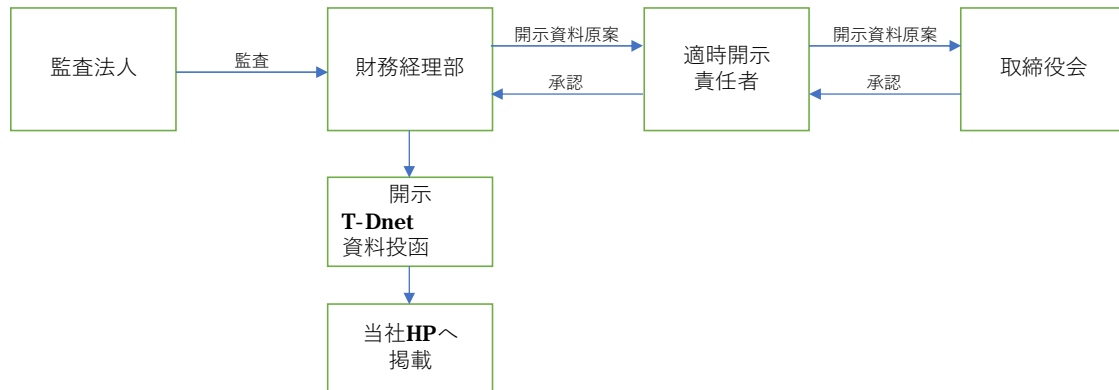 開示資料原案
開示資料原案
監査法人
監査
財務経理部
適時開示
責任者
取締役会
承認
承認
開示
T-Dnet
資料投函
当社HPへ
掲載